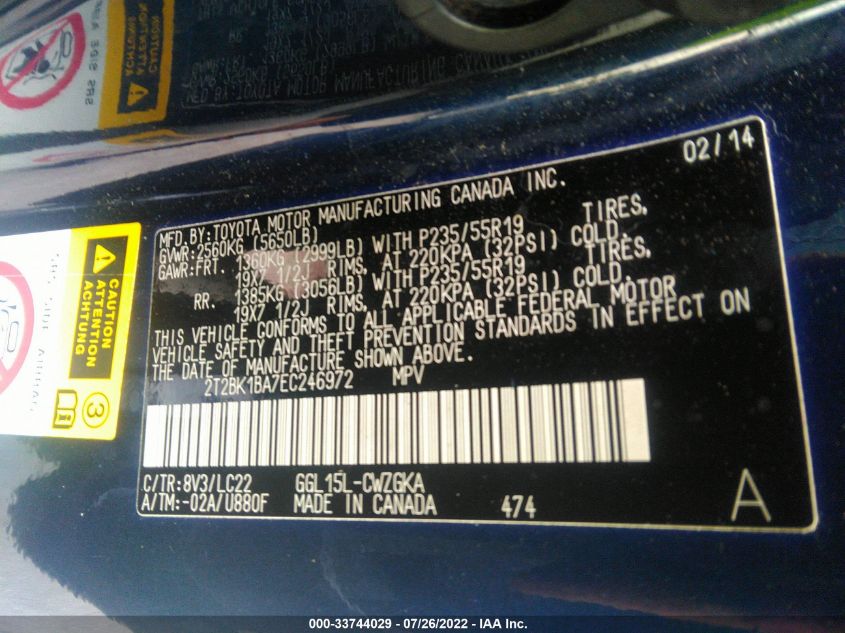 02/14
MFD.BY:TOYOTA MOTOR MANUFACTURING CANADA INC.
GVWR:2560KG (5650LB)
GAWR:FRT. 1360KG (2999LB) WITH P235/55R19 TIRES,
19X7 1/2J RIMS, AT 220KPA (32PSI) COLD.
RR. 1385KG (3056LB) WITH P235/55R19 TIRES,
19X7 1/2J RIMS, AT 220KPA (32PSI) COLD.
THIS VEHICLE CONFORMS TO ALL APPLICABLE FEDERAL MOTOR
VEHICLE SAFETY AND THEFT PREVENTION STANDARDS IN EFFECT ON
THE DATE OF MANUFACTURE SHOWN ABOVE.
2T2BK1BA7EC246972 MPV
C/TR:8V3/LC22 GGL15L-CWZGKA
A/TM:-02A/U880F MADE IN CANADA 474 A
CAUTION
ATTENTION
ACHTUNG
3
000-33744029 - 07/26/2022 - IAA Inc.